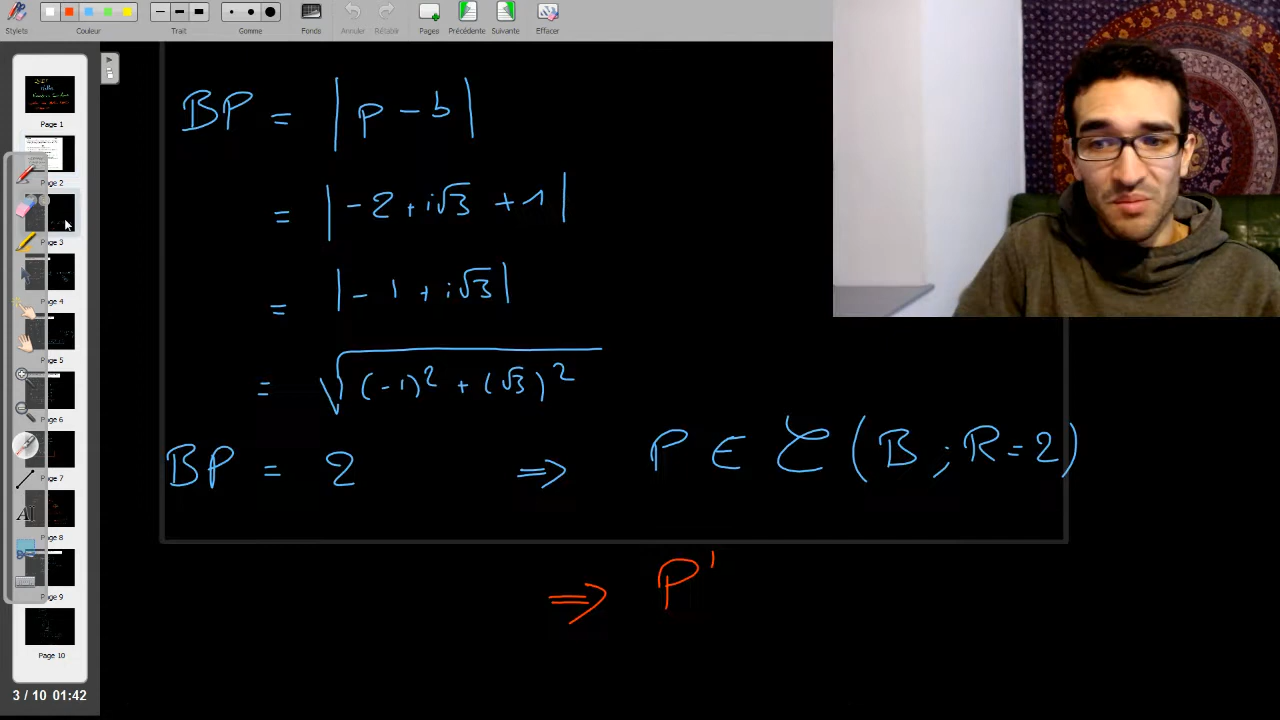 Stylets Couleur Trait Gomme Fonds Annuler Rétablir Pages Précédente Suivante Effacer
Page 1
Page 2
Page 3
Page 4
Page 5
Page 6
Page 7
Page 8
Page 9
Page 10
3 / 10 01:42
BP = |p - b|
= |-2 + i√3 + 1|
= |-1 + i√3|
= √((-1)² + (√3)²)
BP = 2 ⇒ P ∈ 𝒞(B ; R = 2)
⇒ P'